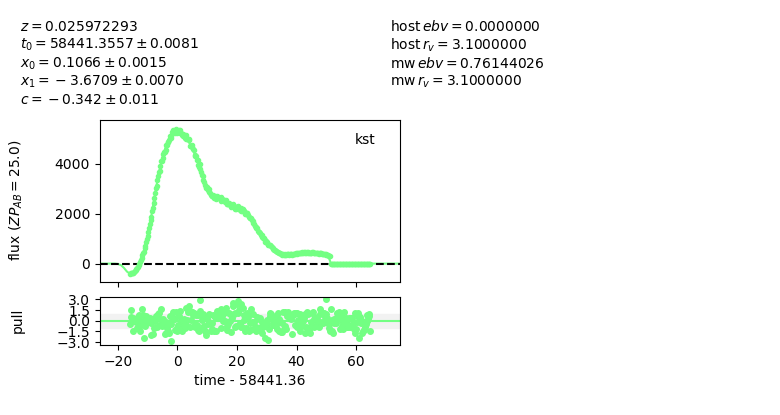 z = 0.025972293
t₀ = 58441.3557 ± 0.0081
x₀ = 0.1066 ± 0.0015
x₁ = −3.6709 ± 0.0070
c = −0.342 ± 0.011
host ebv = 0.0000000
host r_v = 3.1000000
mw ebv = 0.76144026
mw r_v = 3.1000000
flux (ZP_AB = 25.0)
4000
2000
0
kst
pull
3.0
1.5
0.0
−1.5
−3.0
−20
0
20
40
60
time - 58441.36